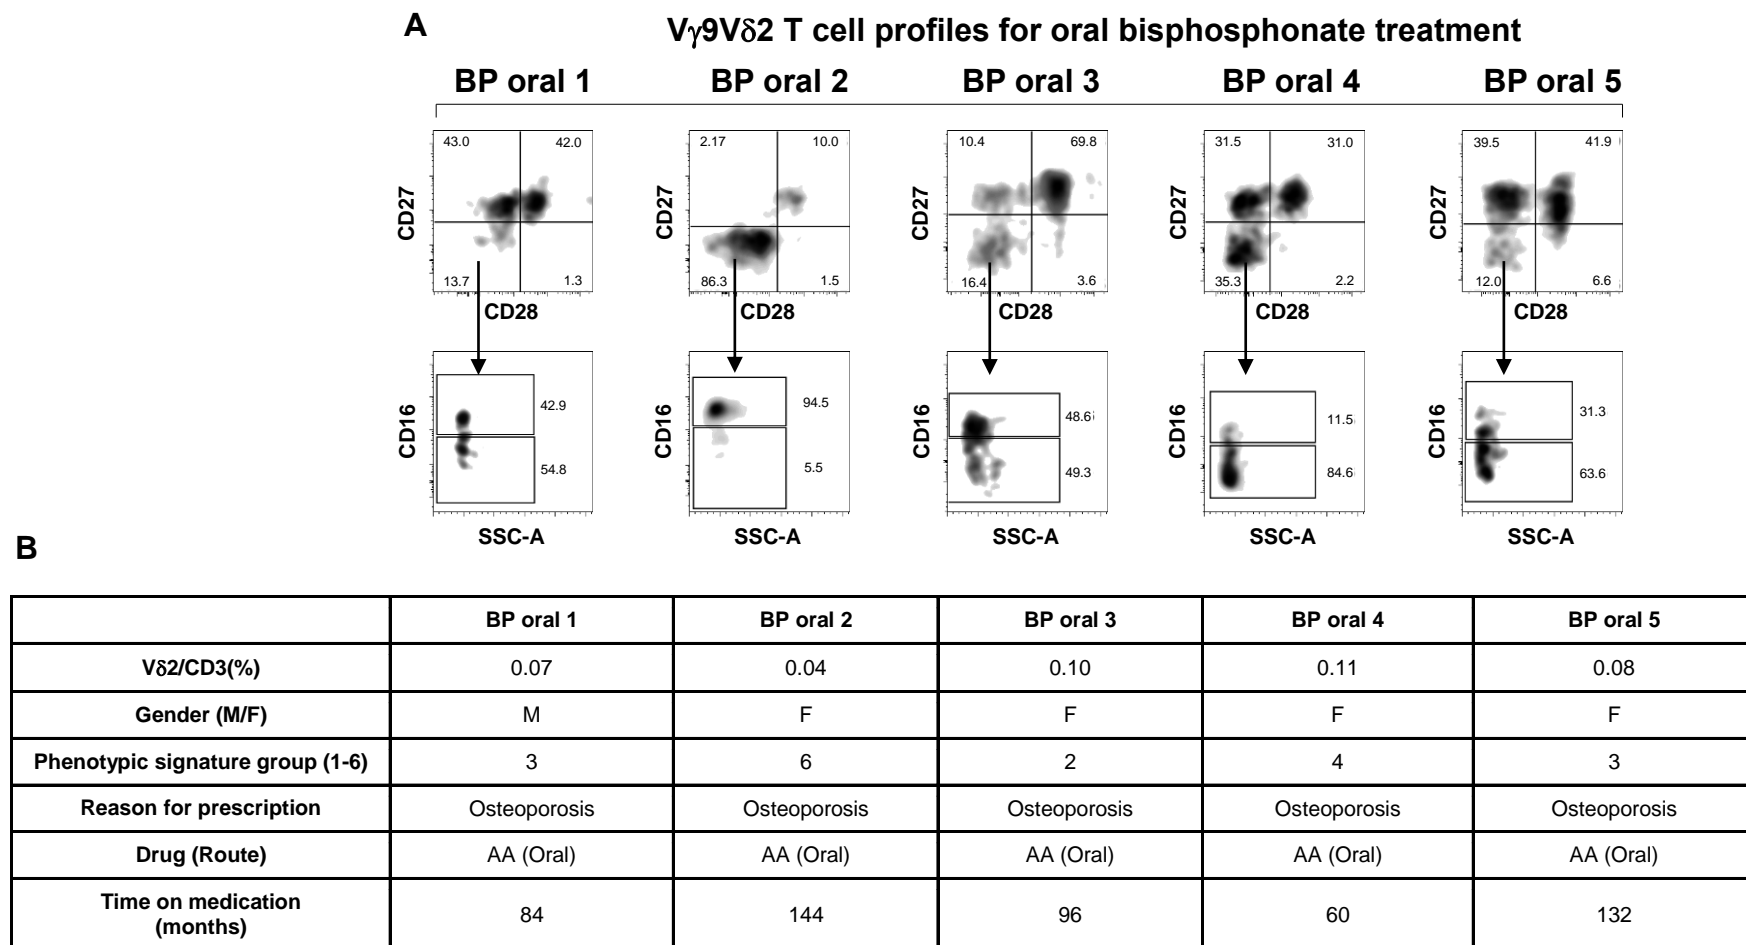 A
Vγ9Vδ2 T cell profiles for oral bisphosphonate treatment
BP oral 1 BP oral 2 BP oral 3 BP oral 4 BP oral 5
43.0 42.0 2.17 10.0 10.4 69.8 31.5 31.0 39.5 41.9
CD27 CD27 CD27 CD27 CD27
13.7 1.3 86.3 1.5 16.4 3.6 35.3 2.2 12.0 6.6
CD28 CD28 CD28 CD28 CD28
42.9 94.5 48.6 11.5 31.3
CD16 CD16 CD16 CD16 CD16
54.8 5.5 49.3 84.6 63.6
SSC-A SSC-A SSC-A SSC-A SSC-A
B
BP oral 1 BP oral 2 BP oral 3 BP oral 4 BP oral 5
Vδ2/CD3(%) 0.07 0.04 0.10 0.11 0.08
Gender (M/F) M F F F F
Phenotypic signature group (1-6) 3 6 2 4 3
Reason for prescription Osteoporosis Osteoporosis Osteoporosis Osteoporosis Osteoporosis
Drug (Route) AA (Oral) AA (Oral) AA (Oral) AA (Oral) AA (Oral)
Time on medication
(months) 84 144 96 60 132